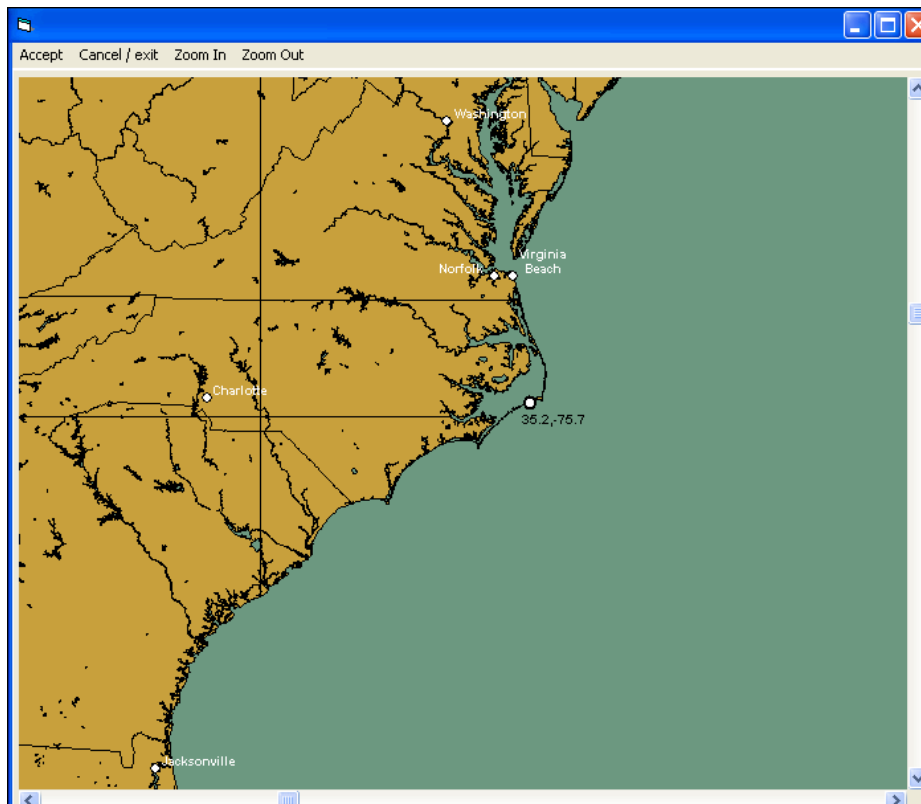 Accept Cancel / exit Zoom In Zoom Out
Washington
Virginia
Beach
Norfolk
Charlotte
35.2,-75.7
Jacksonville